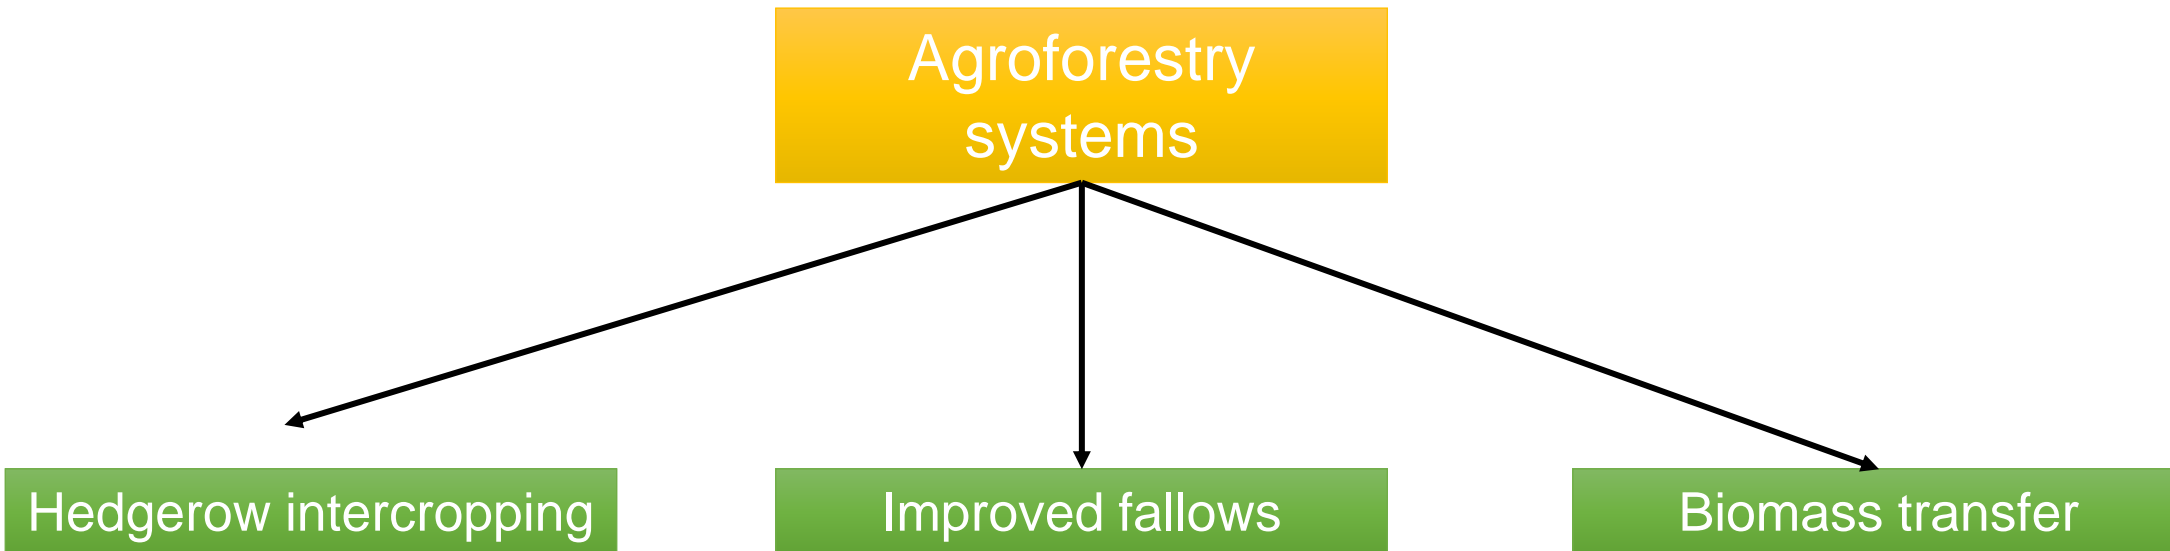 Agroforestry
systems
Hedgerow intercropping
Improved fallows
Biomass transfer